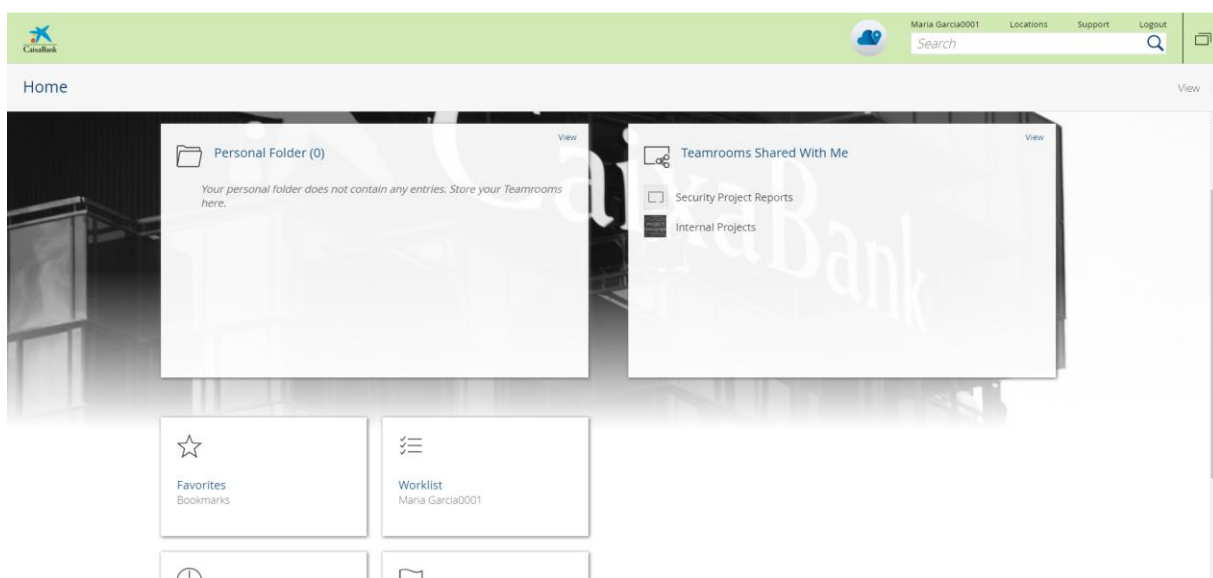 Maria Garcia0001 Locations Support Logout
CaixaBank
Search
Home
View
CaixaBank
Personal Folder (0)
View
Your personal folder does not contain any entries. Store your Teamrooms
here.
Teamrooms Shared With Me
View
Security Project Reports
Internal Projects
Favorites
Bookmarks
Worklist
Maria Garcia0001